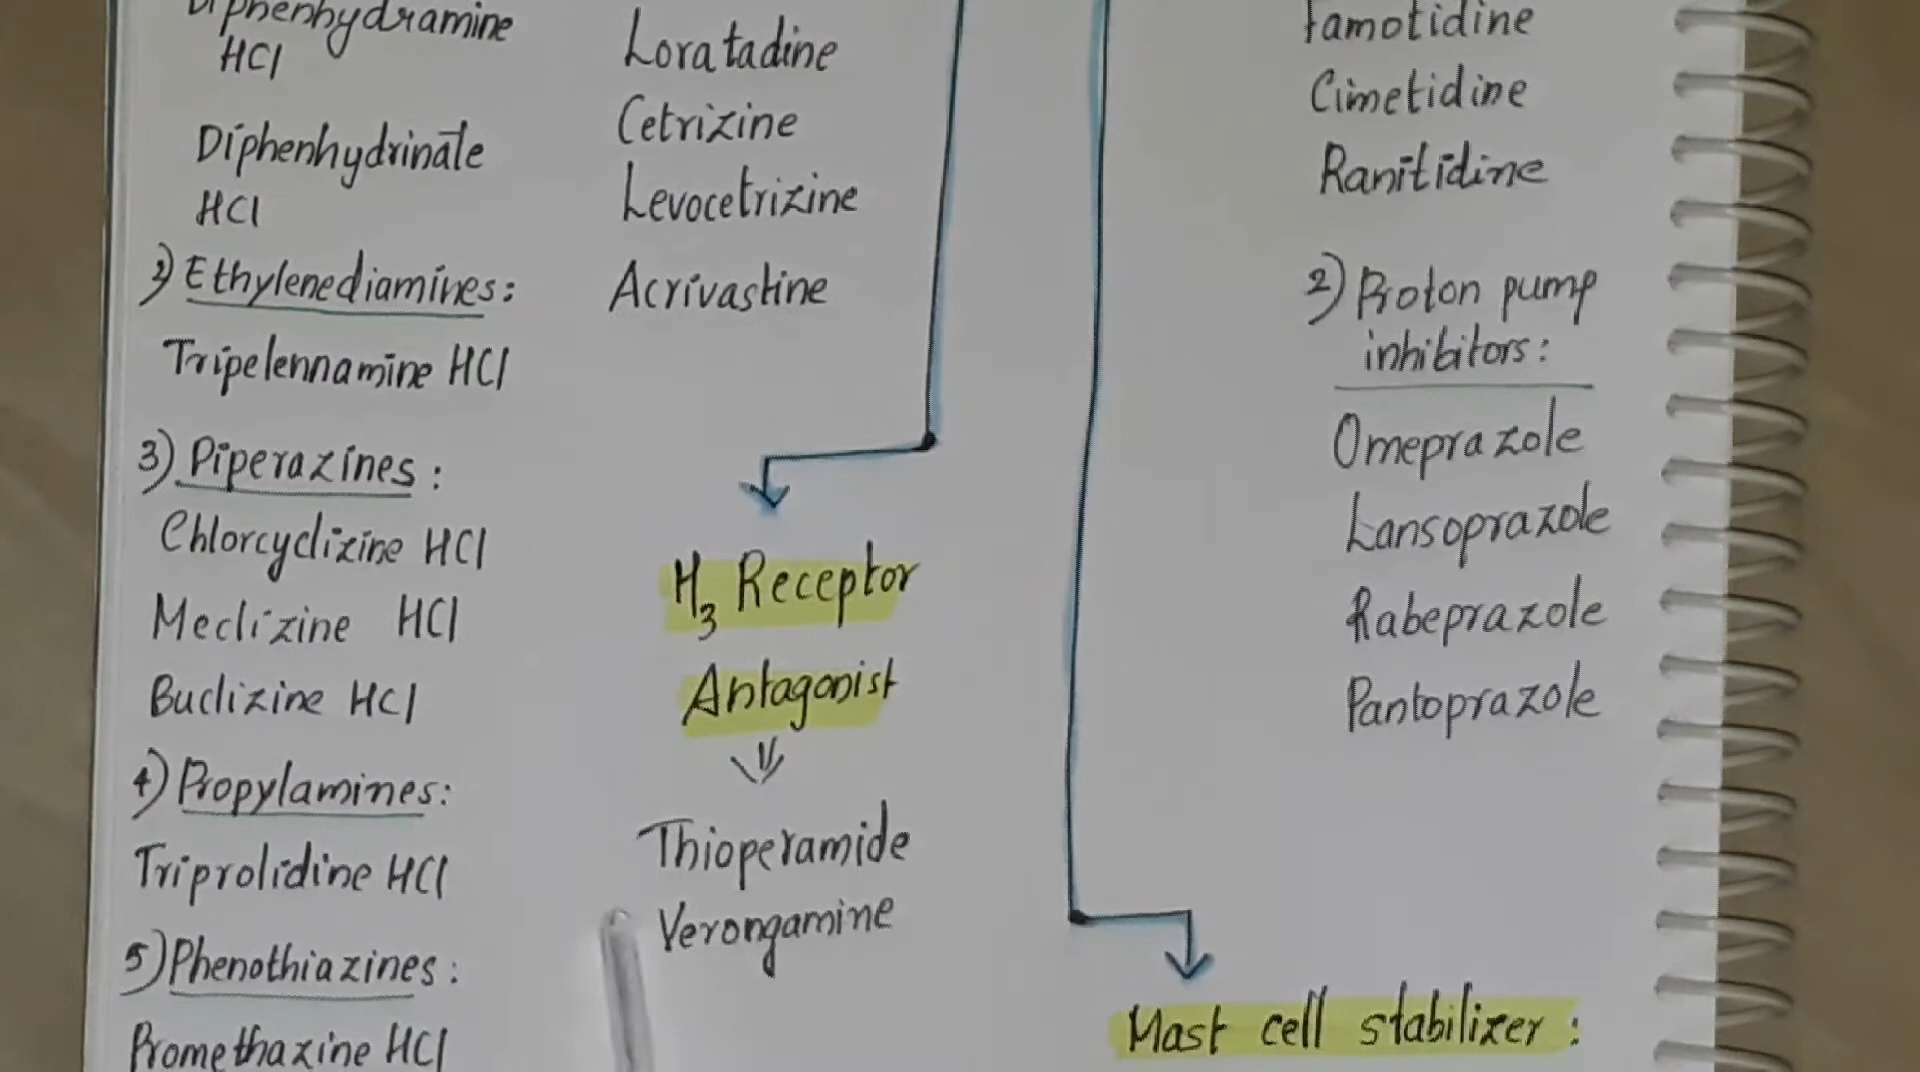 Diphenhydramine
HCl
Diphenhydrinate
HCl
2) Ethylenediamines:
Tripelennamine HCl
3) Piperazines:
Chlorcyclizine HCl
Meclizine HCl
Buclizine HCl
4) Propylamines:
Triprolidine HCl
5) Phenothiazines:
Promethazine HCl
Loratadine
Cetrizine
Levocetrizine
Acrivastine
H3 Receptor
Antagonist
Thioperamide
Verongamine
Famotidine
Cimetidine
Ranitidine
2) Proton pump
inhibitors:
Omeprazole
Lansoprazole
Rabeprazole
Pantoprazole
Mast cell stabilizer: